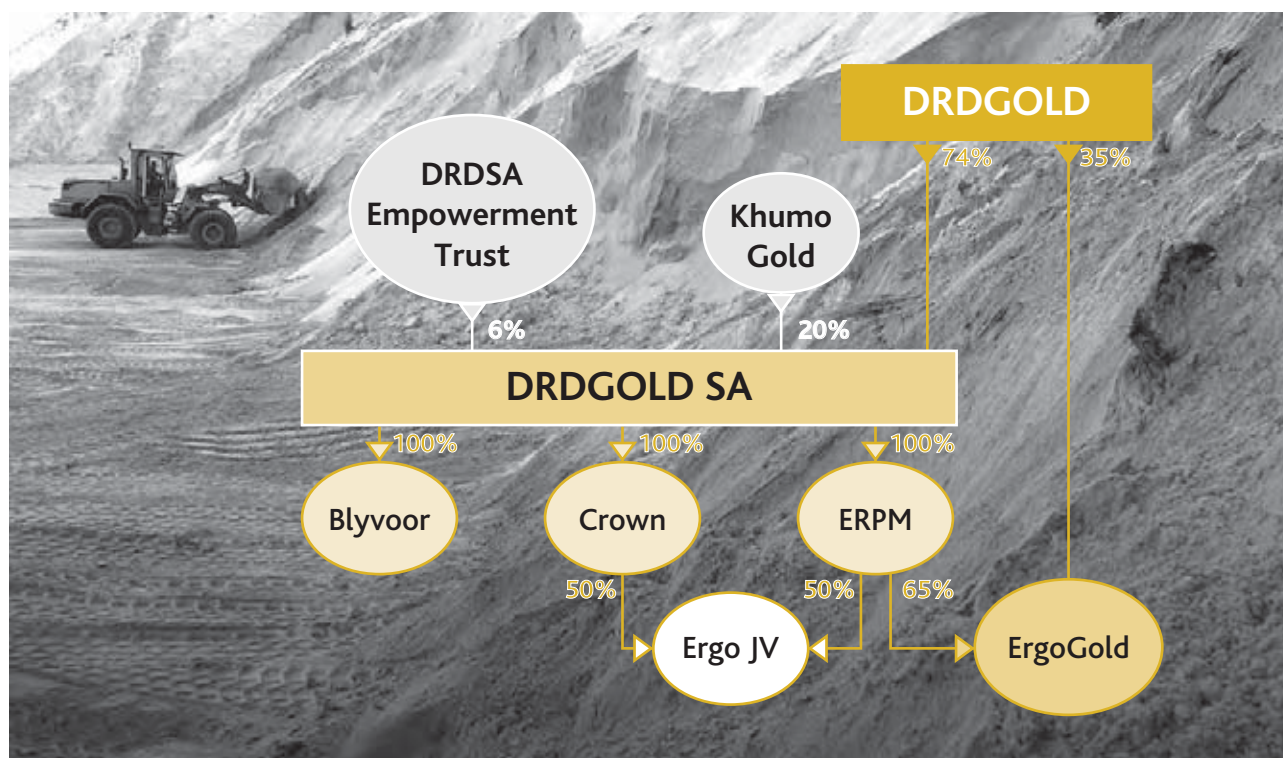 DRDGOLD
74%
35%
DRDSA
Empowerment
Trust
Khumo
Gold
6%
20%
DRDGOLD SA
100%
100%
100%
Blyvoor
Crown
ERPM
50%
50%
65%
Ergo JV
ErgoGold